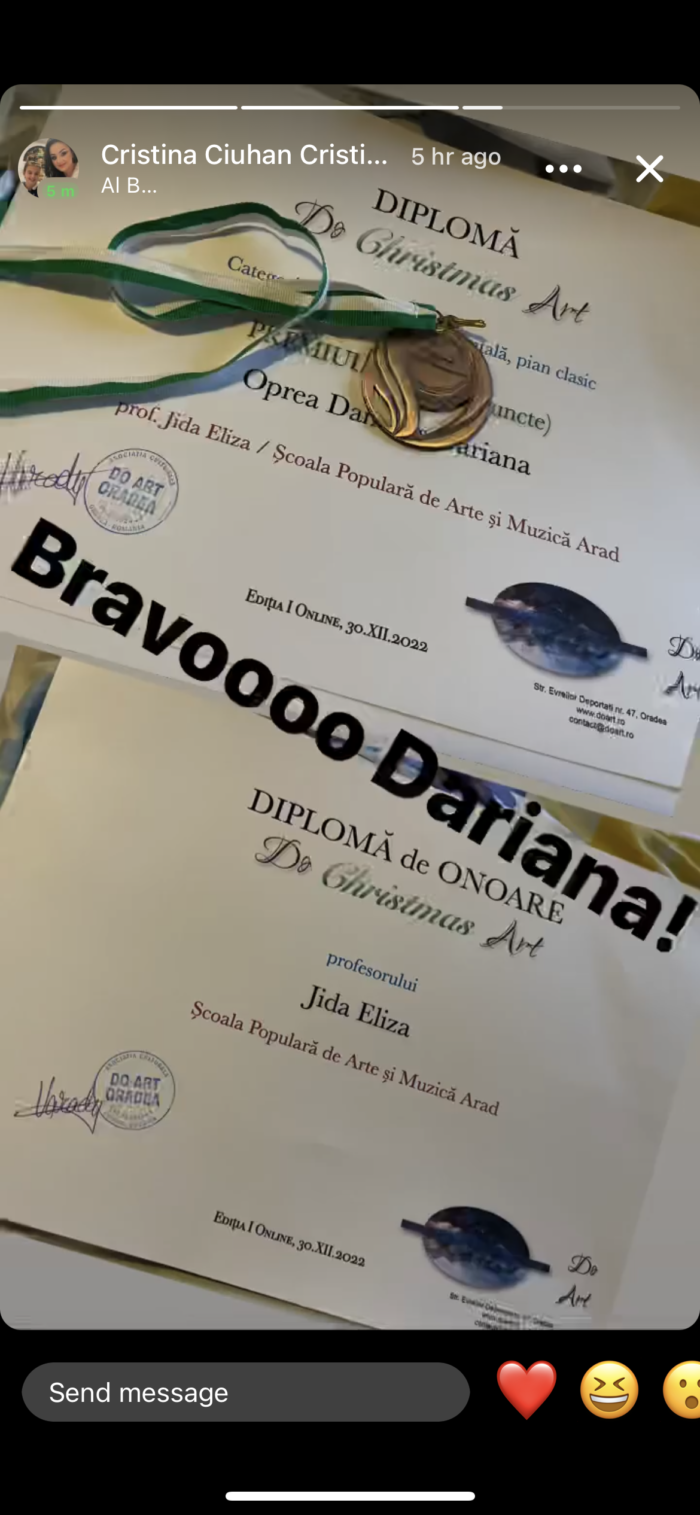 Cristina Ciuhan Cristi... 5 hr ago
5 m
Al B...
DIPLOMĂ
Do Christmas Art
pian clasic
PREMIUL
uncte)
Oprea
prof. Jida Eliza / Școala Populară de Arte și Muzică Arad
DO ART
ORADEA
Ediția I Online, 30.XII.2022
Do
Art
Str. Evreilor Deportați nr. 47, Oradea
www.doart.ro
contact@doart.ro
Bravoooo Dariana!
DIPLOMĂ de ONOARE
Do Christmas Art
profesorului
Jida Eliza
Școala Populară de Arte și Muzică Arad
DO ART
ORADEA
Ediția I Online, 30.XII.2022
Do
Art
Send message